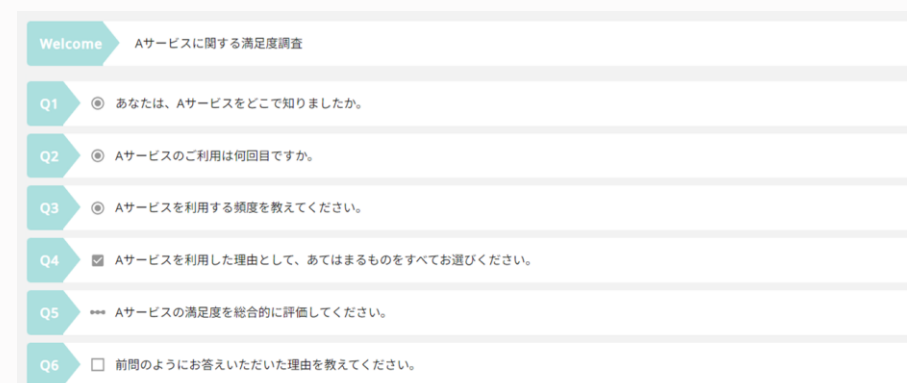 Welcome Aサービスに関する満足度調査
Q1 あなたは、Aサービスをどこで知りましたか。
Q2 Aサービスのご利用は何回目ですか。
Q3 Aサービスを利用する頻度を教えてください。
Q4 Aサービスを利用した理由として、あてはまるものをすべてお選びください。
Q5 Aサービスの満足度を総合的に評価してください。
Q6 前問のようにお答えいただいた理由を教えてください。